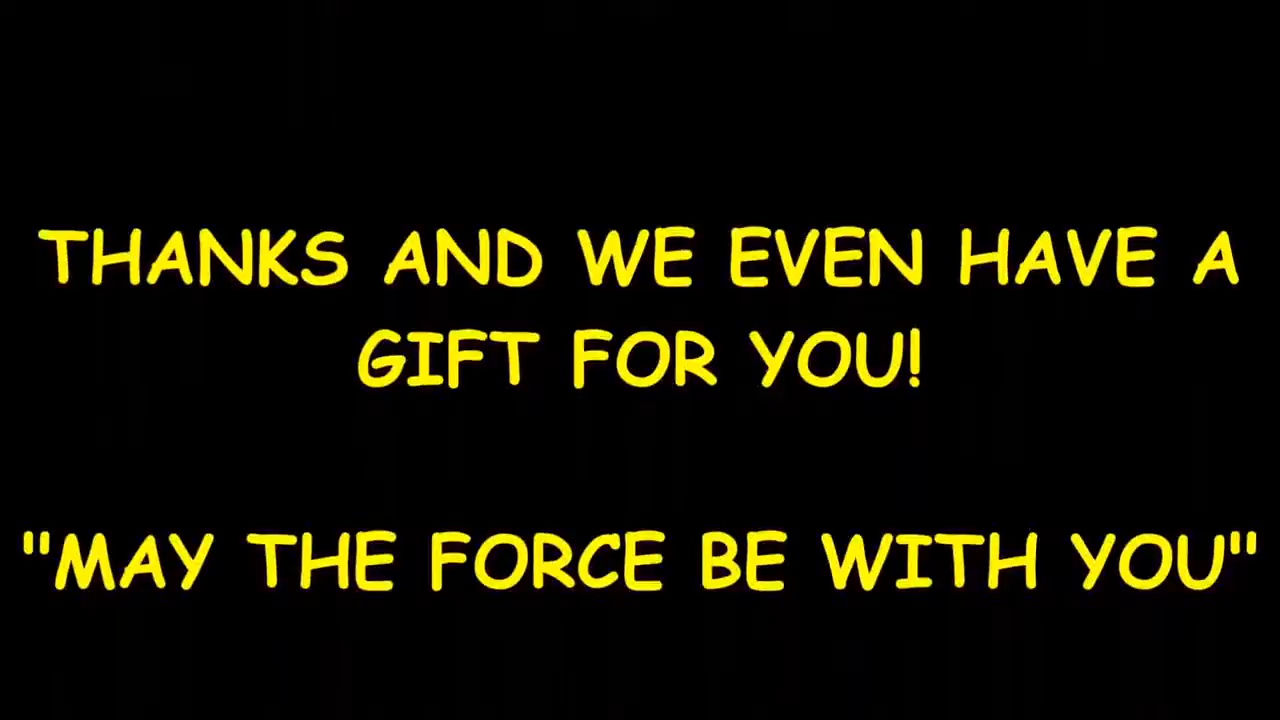 THANKS AND WE EVEN HAVE A
GIFT FOR YOU!
"MAY THE FORCE BE WITH YOU"